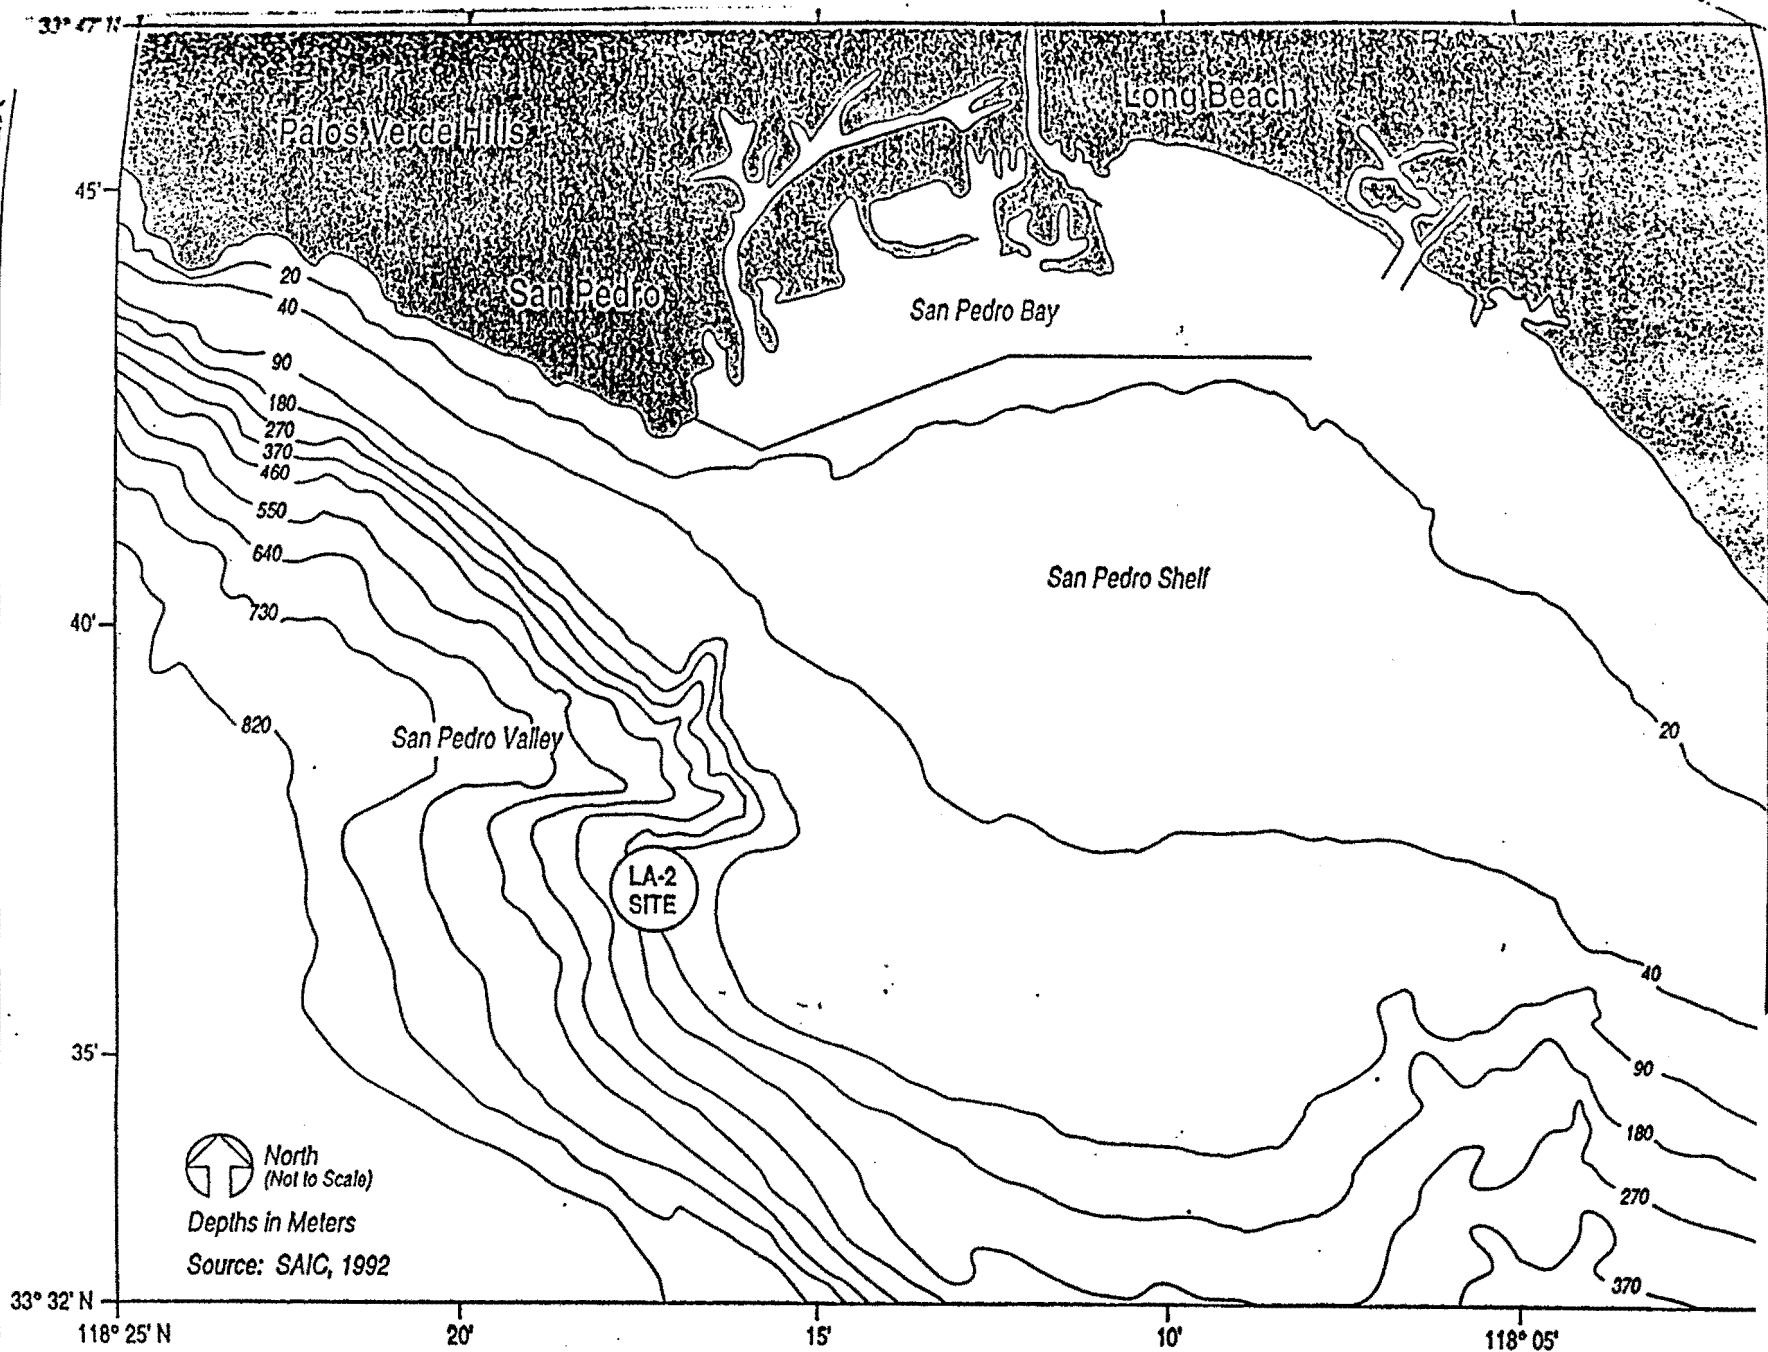 33° 47' N
Long Beach
Palos Verde Hills
45'
20
San Pedro
40
San Pedro Bay
90
180
270
370
460
550
640
San Pedro Shelf
730
40'
820
San Pedro Valley
20
LA-2
SITE
40
35'
90
180
North
(Not to Scale)
270
Depths in Meters
Source: SAIC, 1992
370
33° 32' N
118° 25' N
20'
15'
10'
118° 05'